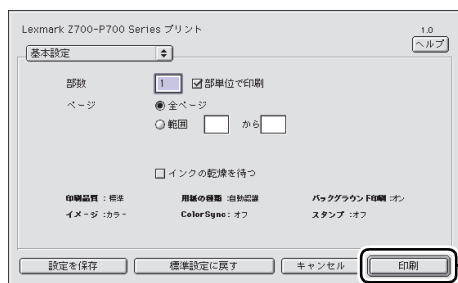 Lexmark Z700-P700 Series プリント
1.0
ヘルプ
基本設定
部数 1 部単位で印刷
ページ 全ページ
範囲 から
インクの乾燥を待つ
印刷品質 : 標準 用紙の種類 :自動認識 バックグラウンド印刷 :オン
イメージ :カラー ColorSync : オフ スタンプ :オフ
設定を保存 標準設定に戻す キャンセル 印刷